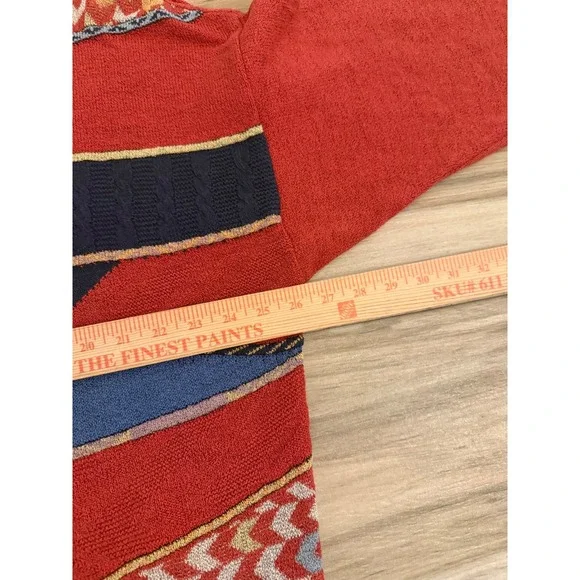 20 21 22 23 24 25 26 27 28 29 30 31 32
THE FINEST PAINTS SKU# 611